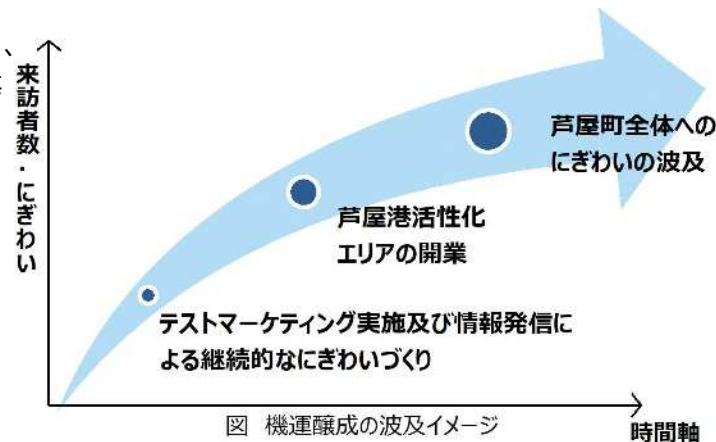 、
来訪者数・にぎわい
芦屋町全体への
にぎわいの波及
芦屋港活性化
エリアの開業
テストマーケティング実施及び情報発信に
よる継続的なにぎわいづくり
図 機運醸成の波及イメージ
時間軸